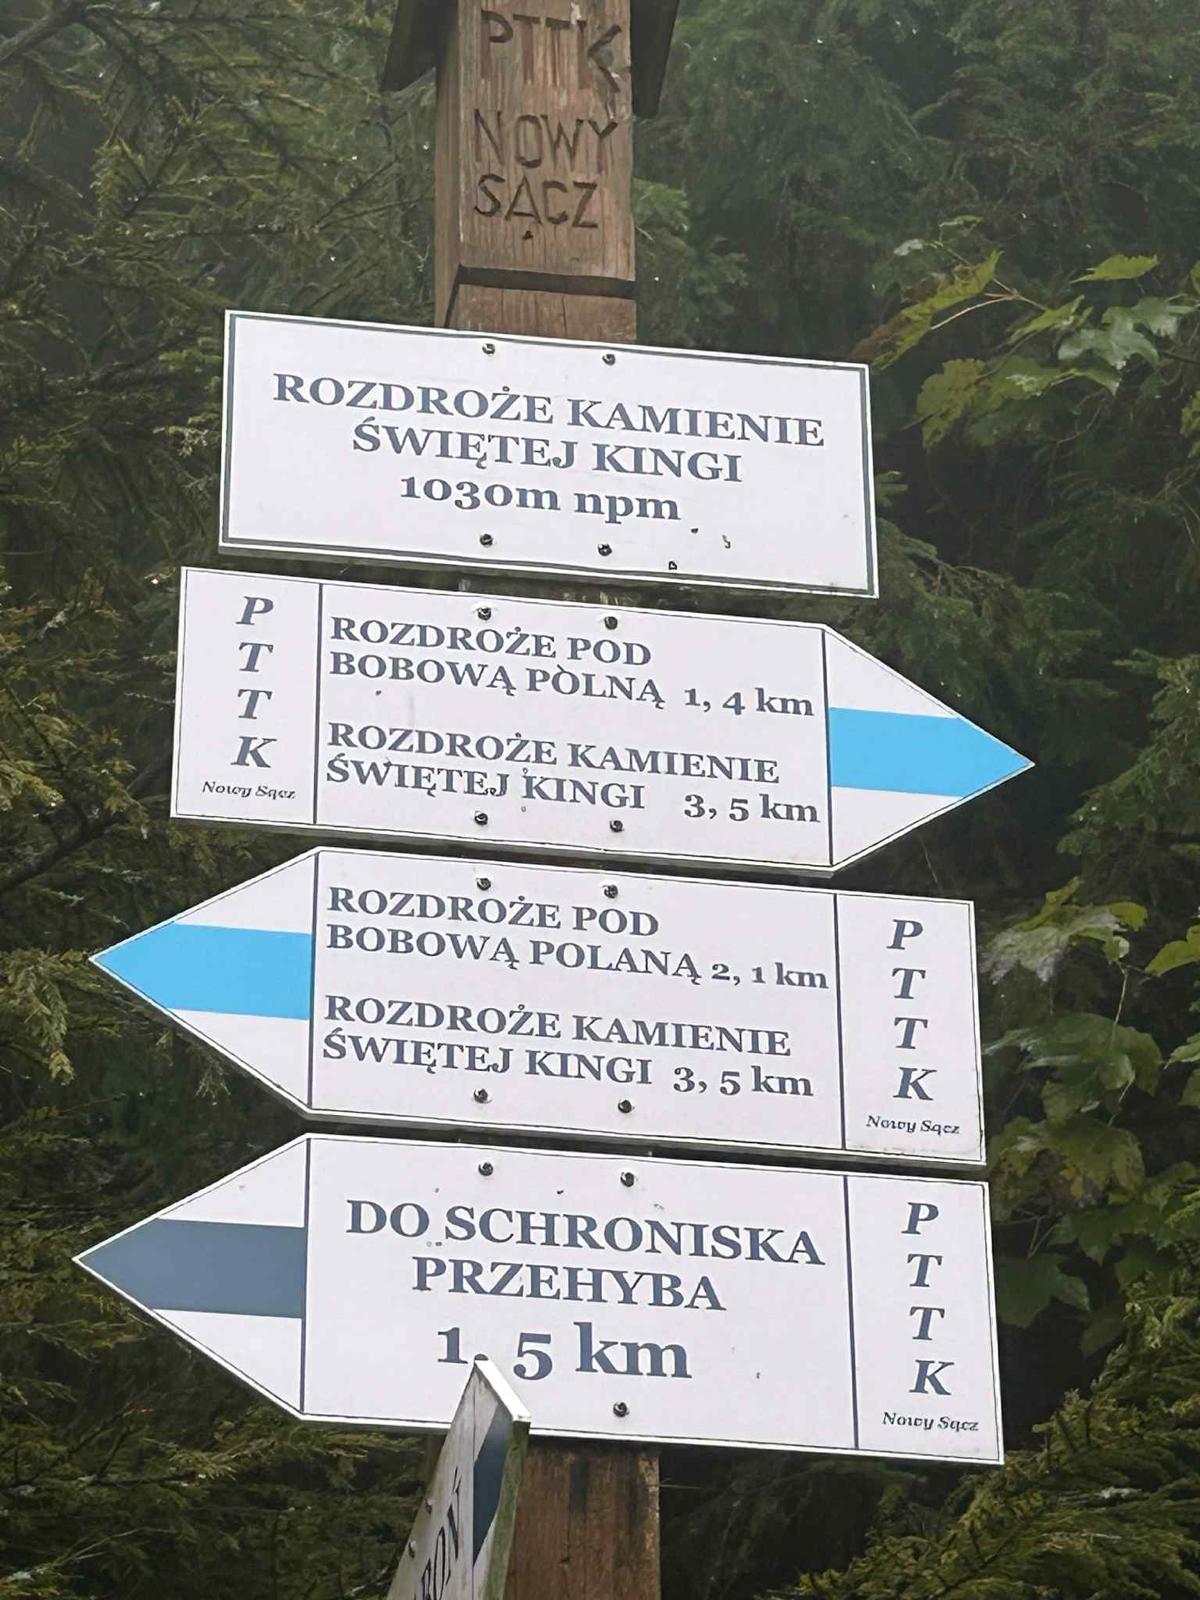 PTTK
NOWY
SĄCZ
ROZDROŻE KAMIENIE
ŚWIĘTEJ KINGI
1030m npm
P
T
T
K
Nowy Sącz
ROZDROŻE POD
BOBOWĄ POLNĄ 1, 4 km
ROZDROŻE KAMIENIE
ŚWIĘTEJ KINGI 3, 5 km
ROZDROŻE POD
BOBOWĄ POLANĄ 2, 1 km
ROZDROŻE KAMIENIE
ŚWIĘTEJ KINGI 3, 5 km
P
T
T
K
Nowy Sącz
DO SCHRONISKA
PRZEHYBA
1, 5 km
P
T
T
K
Nowy Sącz